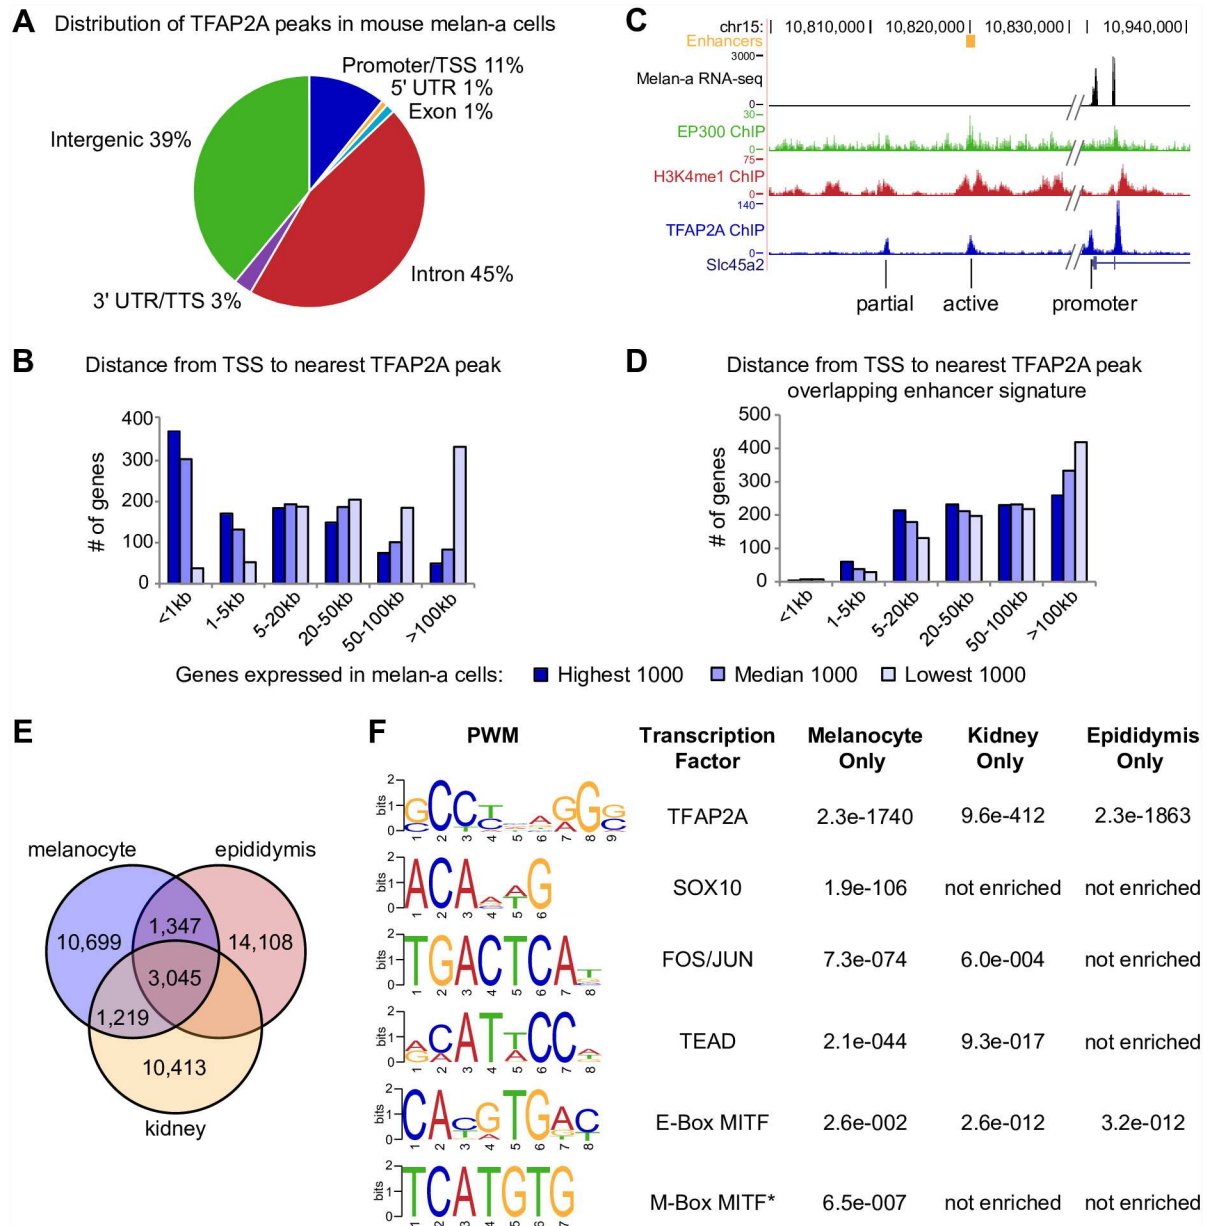 A Distribution of TFAP2A peaks in mouse melan-a cells
Promoter/TSS 11%
5' UTR 1%
Exon 1%
Intergenic 39%
Intron 45%
3' UTR/TTS 3%
C
chr15: 10,810,000 10,820,000 10,830,000 10,940,000
Enhancers
3000
Melan-a RNA-seq
0
30
EP300 ChIP
0
75
H3K4me1 ChIP
0
140
TFAP2A ChIP
0
Slc45a2
partial active promoter
B Distance from TSS to nearest TFAP2A peak
# of genes
400
300
200
100
0
<1kb 1-5kb 5-20kb 20-50kb 50-100kb >100kb
D Distance from TSS to nearest TFAP2A peak
overlapping enhancer signature
# of genes
500
400
300
200
100
0
<1kb 1-5kb 5-20kb 20-50kb 50-100kb >100kb
Genes expressed in melan-a cells: Highest 1000 Median 1000 Lowest 1000
E
melanocyte epididymis
1,347
10,699 14,108
3,045
1,219
10,413
kidney
F PWM Transcription Factor Melanocyte Only Kidney Only Epididymis Only
TFAP2A 2.3e-1740 9.6e-412 2.3e-1863
SOX10 1.9e-106 not enriched not enriched
FOS/JUN 7.3e-074 6.0e-004 not enriched
TEAD 2.1e-044 9.3e-017 not enriched
E-Box MITF 2.6e-002 2.6e-012 3.2e-012
M-Box MITF* 6.5e-007 not enriched not enriched